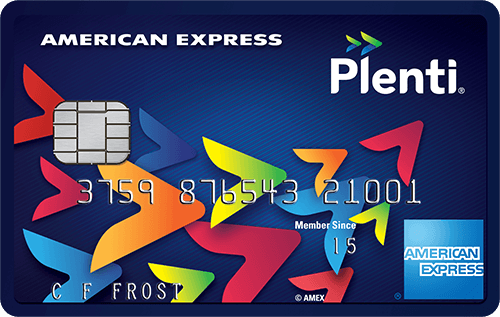 AMERICAN EXPRESS
Plenti®
3759 876543 21001
Member Since
15
AMERICAN
EXPRESS
®
C F FROST
© AMEX